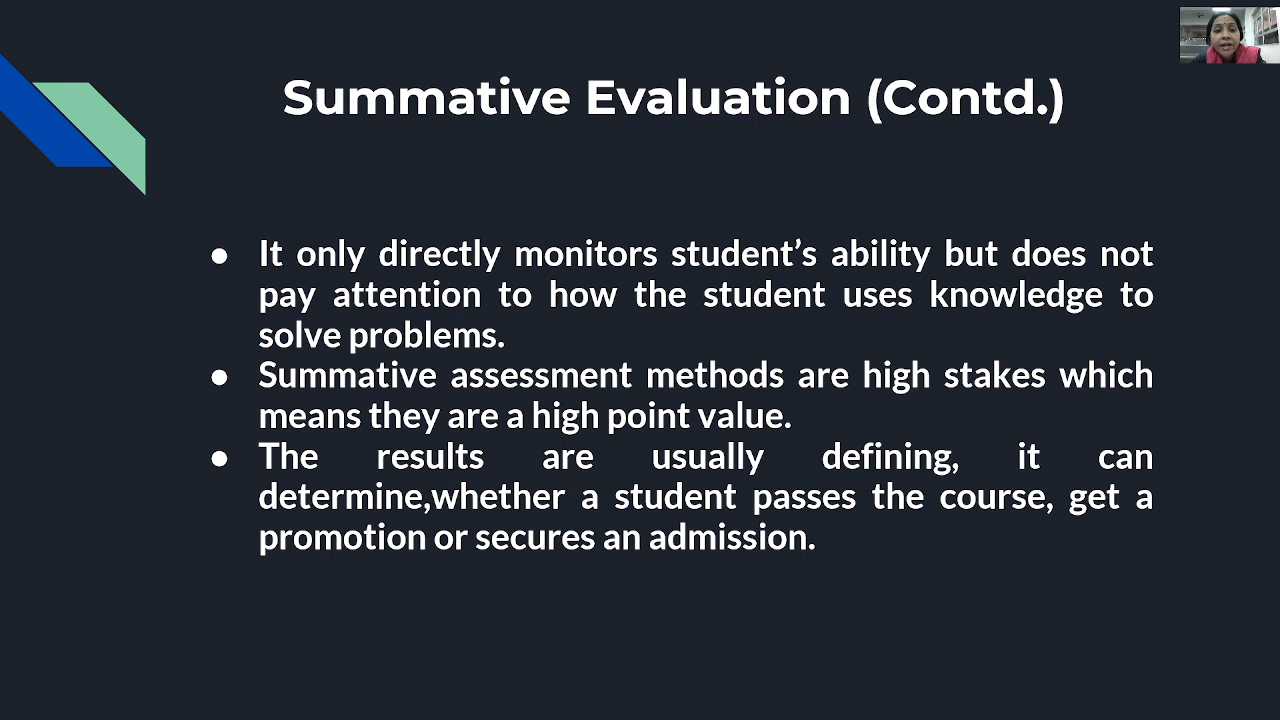 Summative Evaluation (Contd.)
● It only directly monitors student’s ability but does not
pay attention to how the student uses knowledge to
solve problems.
● Summative assessment methods are high stakes which
means they are a high point value.
● The results are usually defining, it can
determine,whether a student passes the course, get a
promotion or secures an admission.